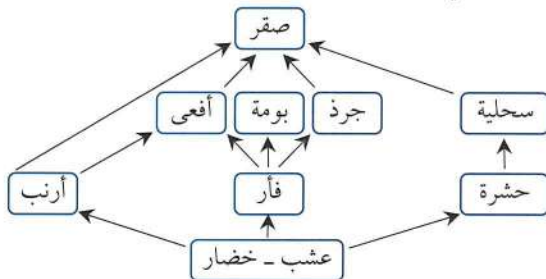 صقر
سحلية
جرذ
بومة
أفعى
حشرة
فأر
أرنب
عشب - خضار